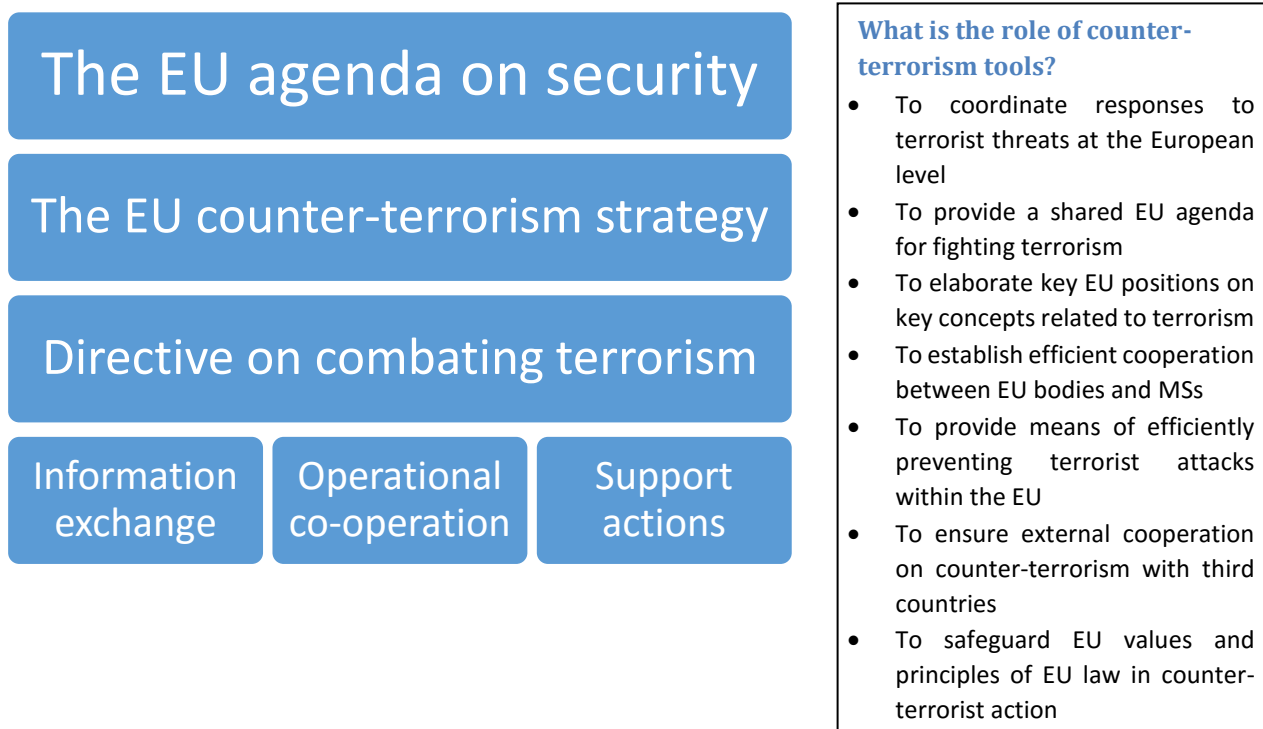 The EU agenda on security
The EU counter-terrorism strategy
Directive on combating terrorism
Information
exchange
Operational
co-operation
Support
actions
What is the role of counter-
terrorism tools?
• To coordinate responses to
terrorist threats at the European
level
• To provide a shared EU agenda
for fighting terrorism
• To elaborate key EU positions on
key concepts related to terrorism
• To establish efficient cooperation
between EU bodies and MSs
• To provide means of efficiently
preventing terrorist attacks
within the EU
• To ensure external cooperation
on counter-terrorism with third
countries
• To safeguard EU values and
principles of EU law in counter-
terrorist action